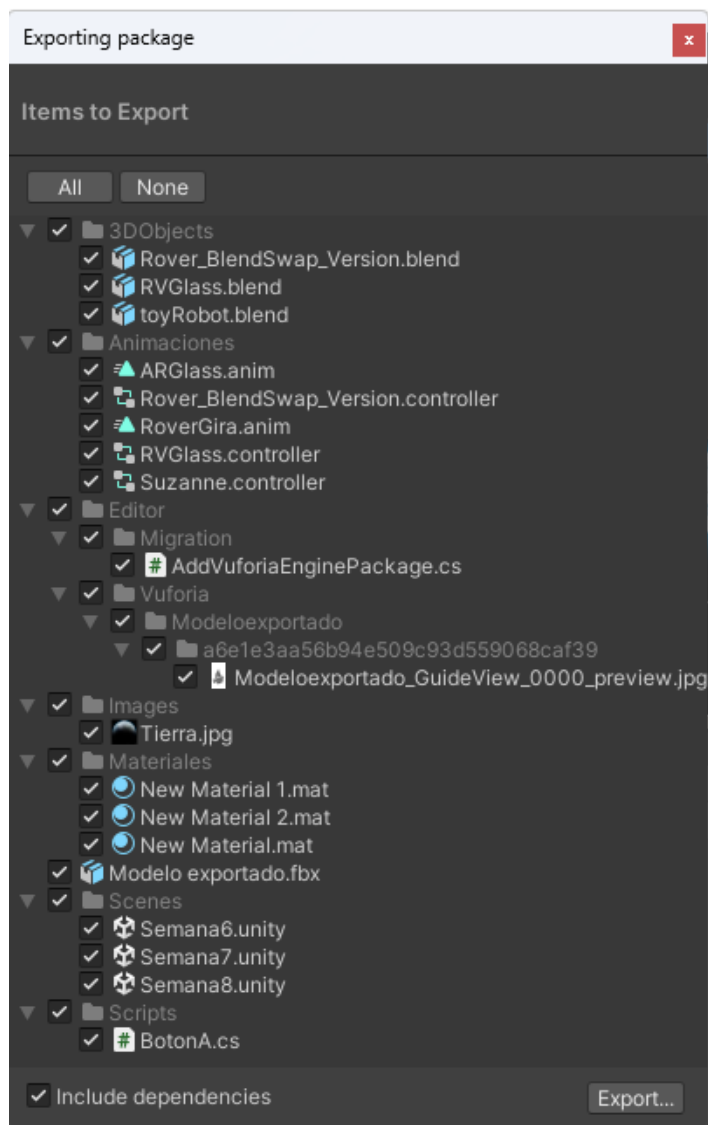 Exporting package
x
Items to Export
All None
3DObjects
Rover_BlendSwap_Version.blend
RVGlass.blend
toyRobot.blend
Animaciones
ARGlass.anim
Rover_BlendSwap_Version.controller
RoverGira.anim
RVGlass.controller
Suzanne.controller
Editor
Migration
# AddVuforiaEnginePackage.cs
Vuforia
Modeloexportado
a6e1e3aa56b94e509c93d559068caf39
Modeloexportado_GuideView_0000_preview.jpg
Images
Tierra.jpg
Materiales
New Material 1.mat
New Material 2.mat
New Material.mat
Modelo exportado.fbx
Scenes
Semana6.unity
Semana7.unity
Semana8.unity
Scripts
# BotonA.cs
Include dependencies Export...